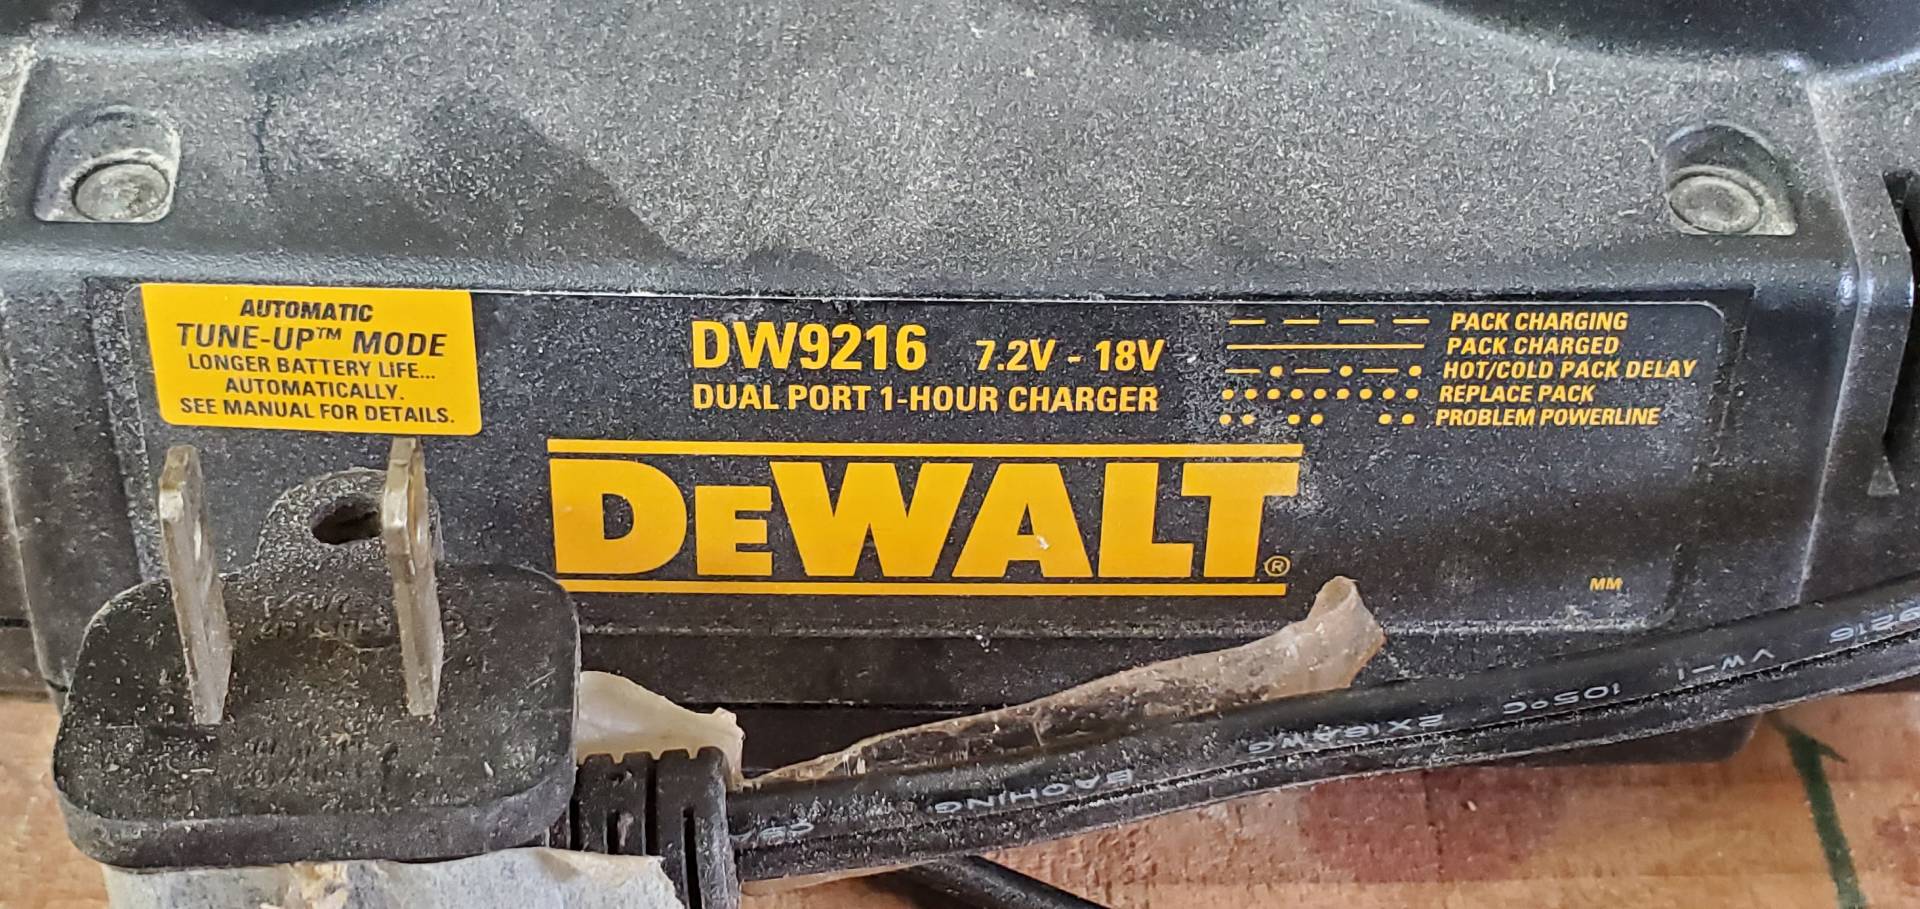 AUTOMATIC
TUNE-UP™ MODE
LONGER BATTERY LIFE...
AUTOMATICALLY.
SEE MANUAL FOR DETAILS.
DW9216 7.2V - 18V
DUAL PORT 1-HOUR CHARGER
PACK CHARGING
PACK CHARGED
HOT/COLD PACK DELAY
REPLACE PACK
PROBLEM POWERLINE
DEWALT®
MM
CSA BAOHING 2X16AWG 105°C VW-1